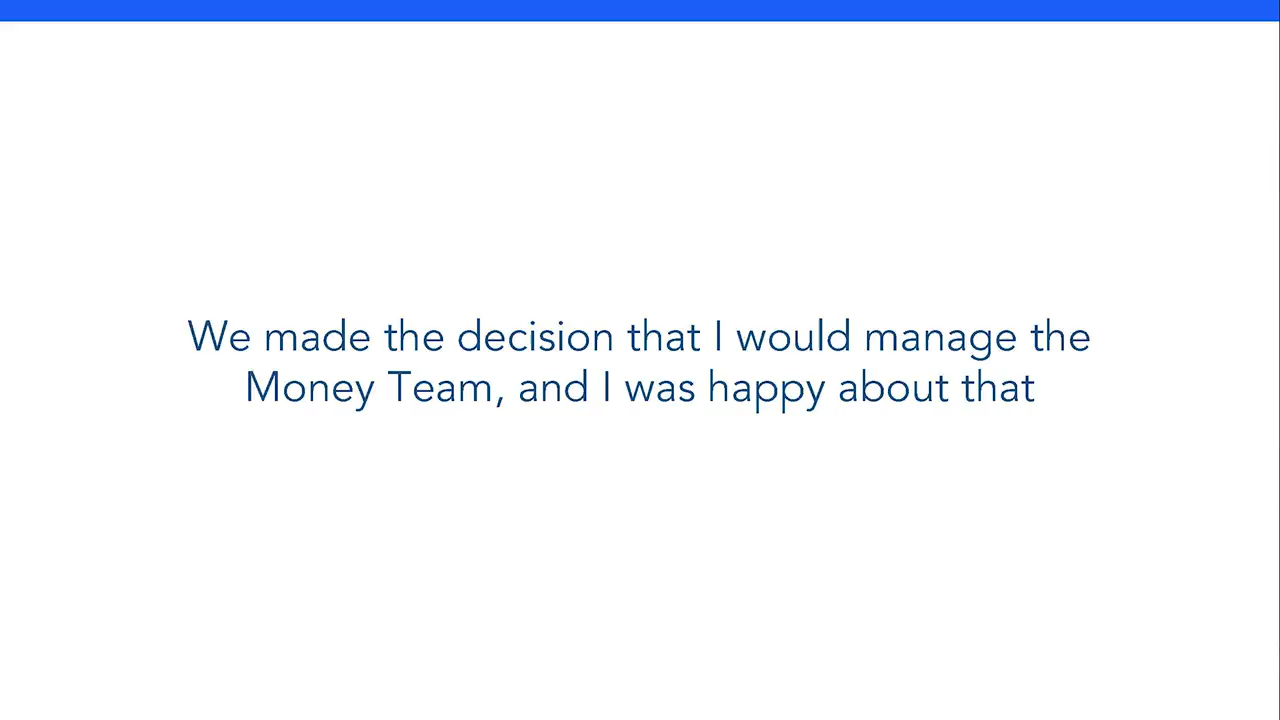 We made the decision that I would manage the
Money Team, and I was happy about that